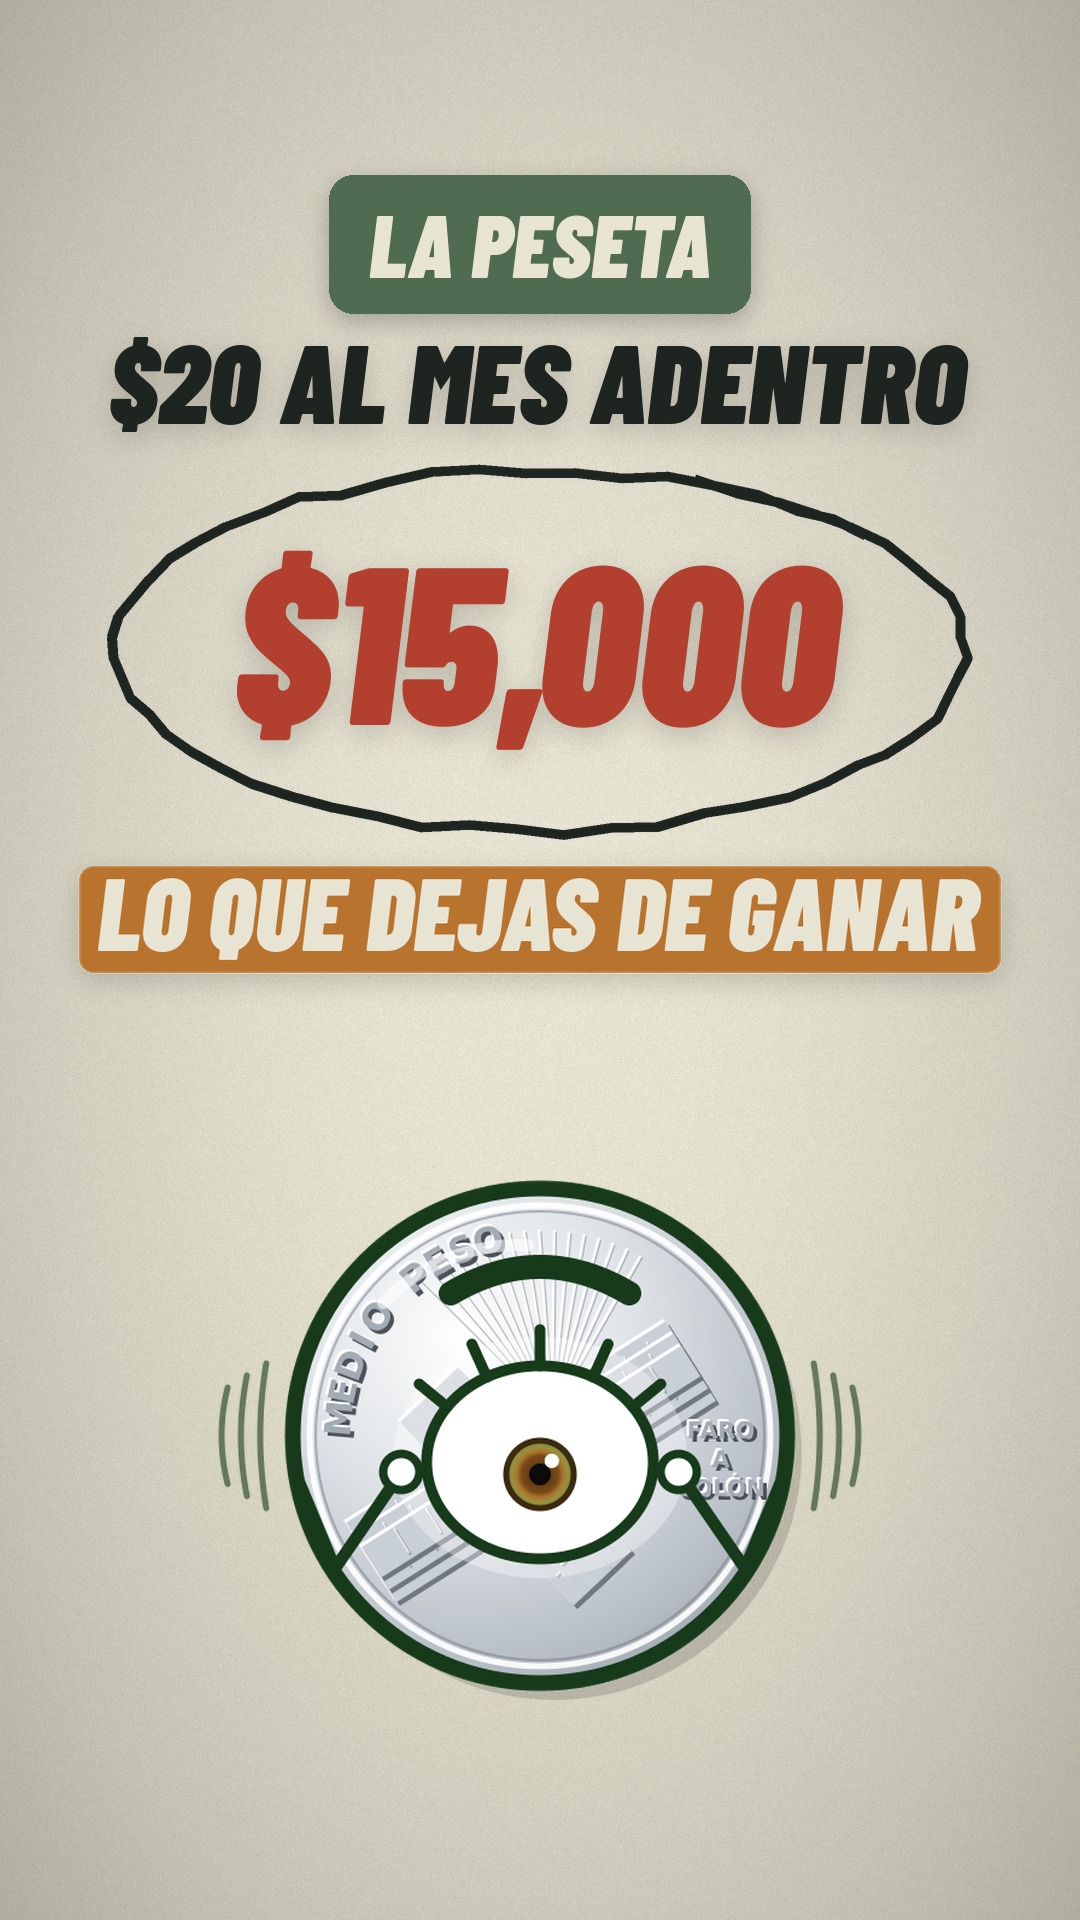 LA PESETA
$20 AL MES ADENTRO
$15,000
LO QUE DEJAS DE GANAR
MEDIO PESO
FARO
A